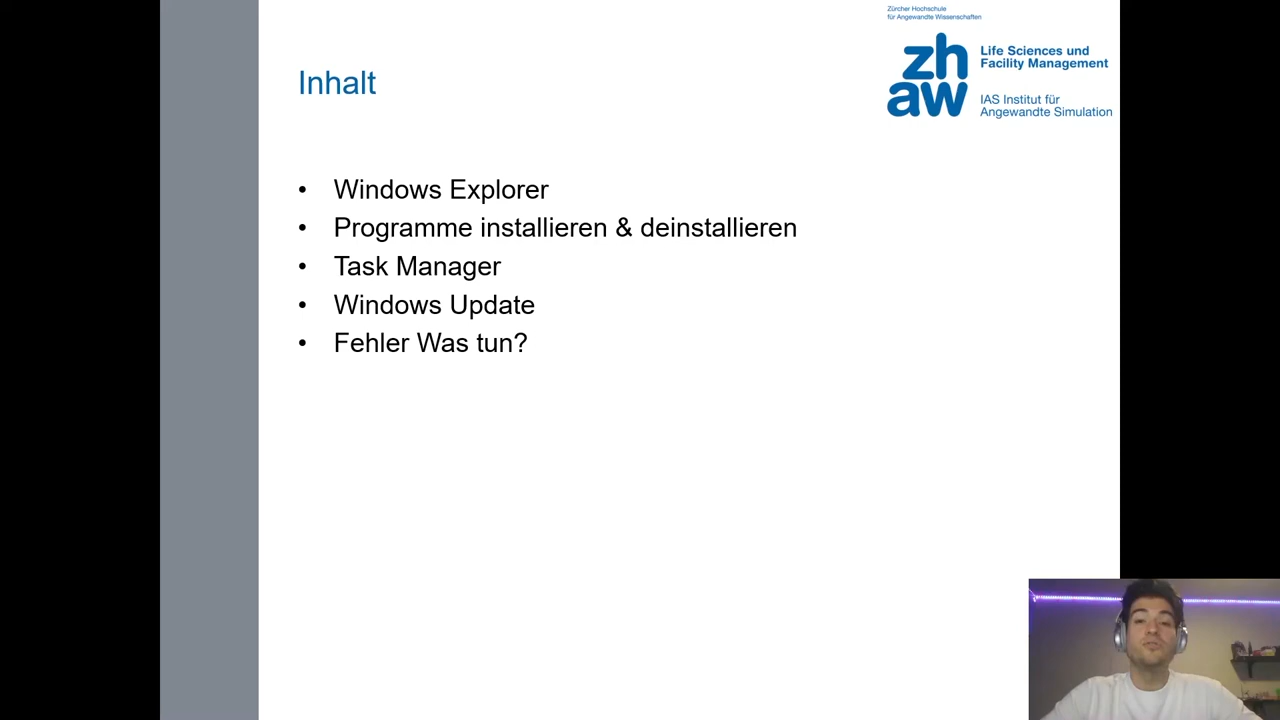 Zürcher Hochschule
für Angewandte Wissenschaften
zh
aw
Life Sciences und
Facility Management
IAS Institut für
Angewandte Simulation
Inhalt
• Windows Explorer
• Programme installieren & deinstallieren
• Task Manager
• Windows Update
• Fehler Was tun?